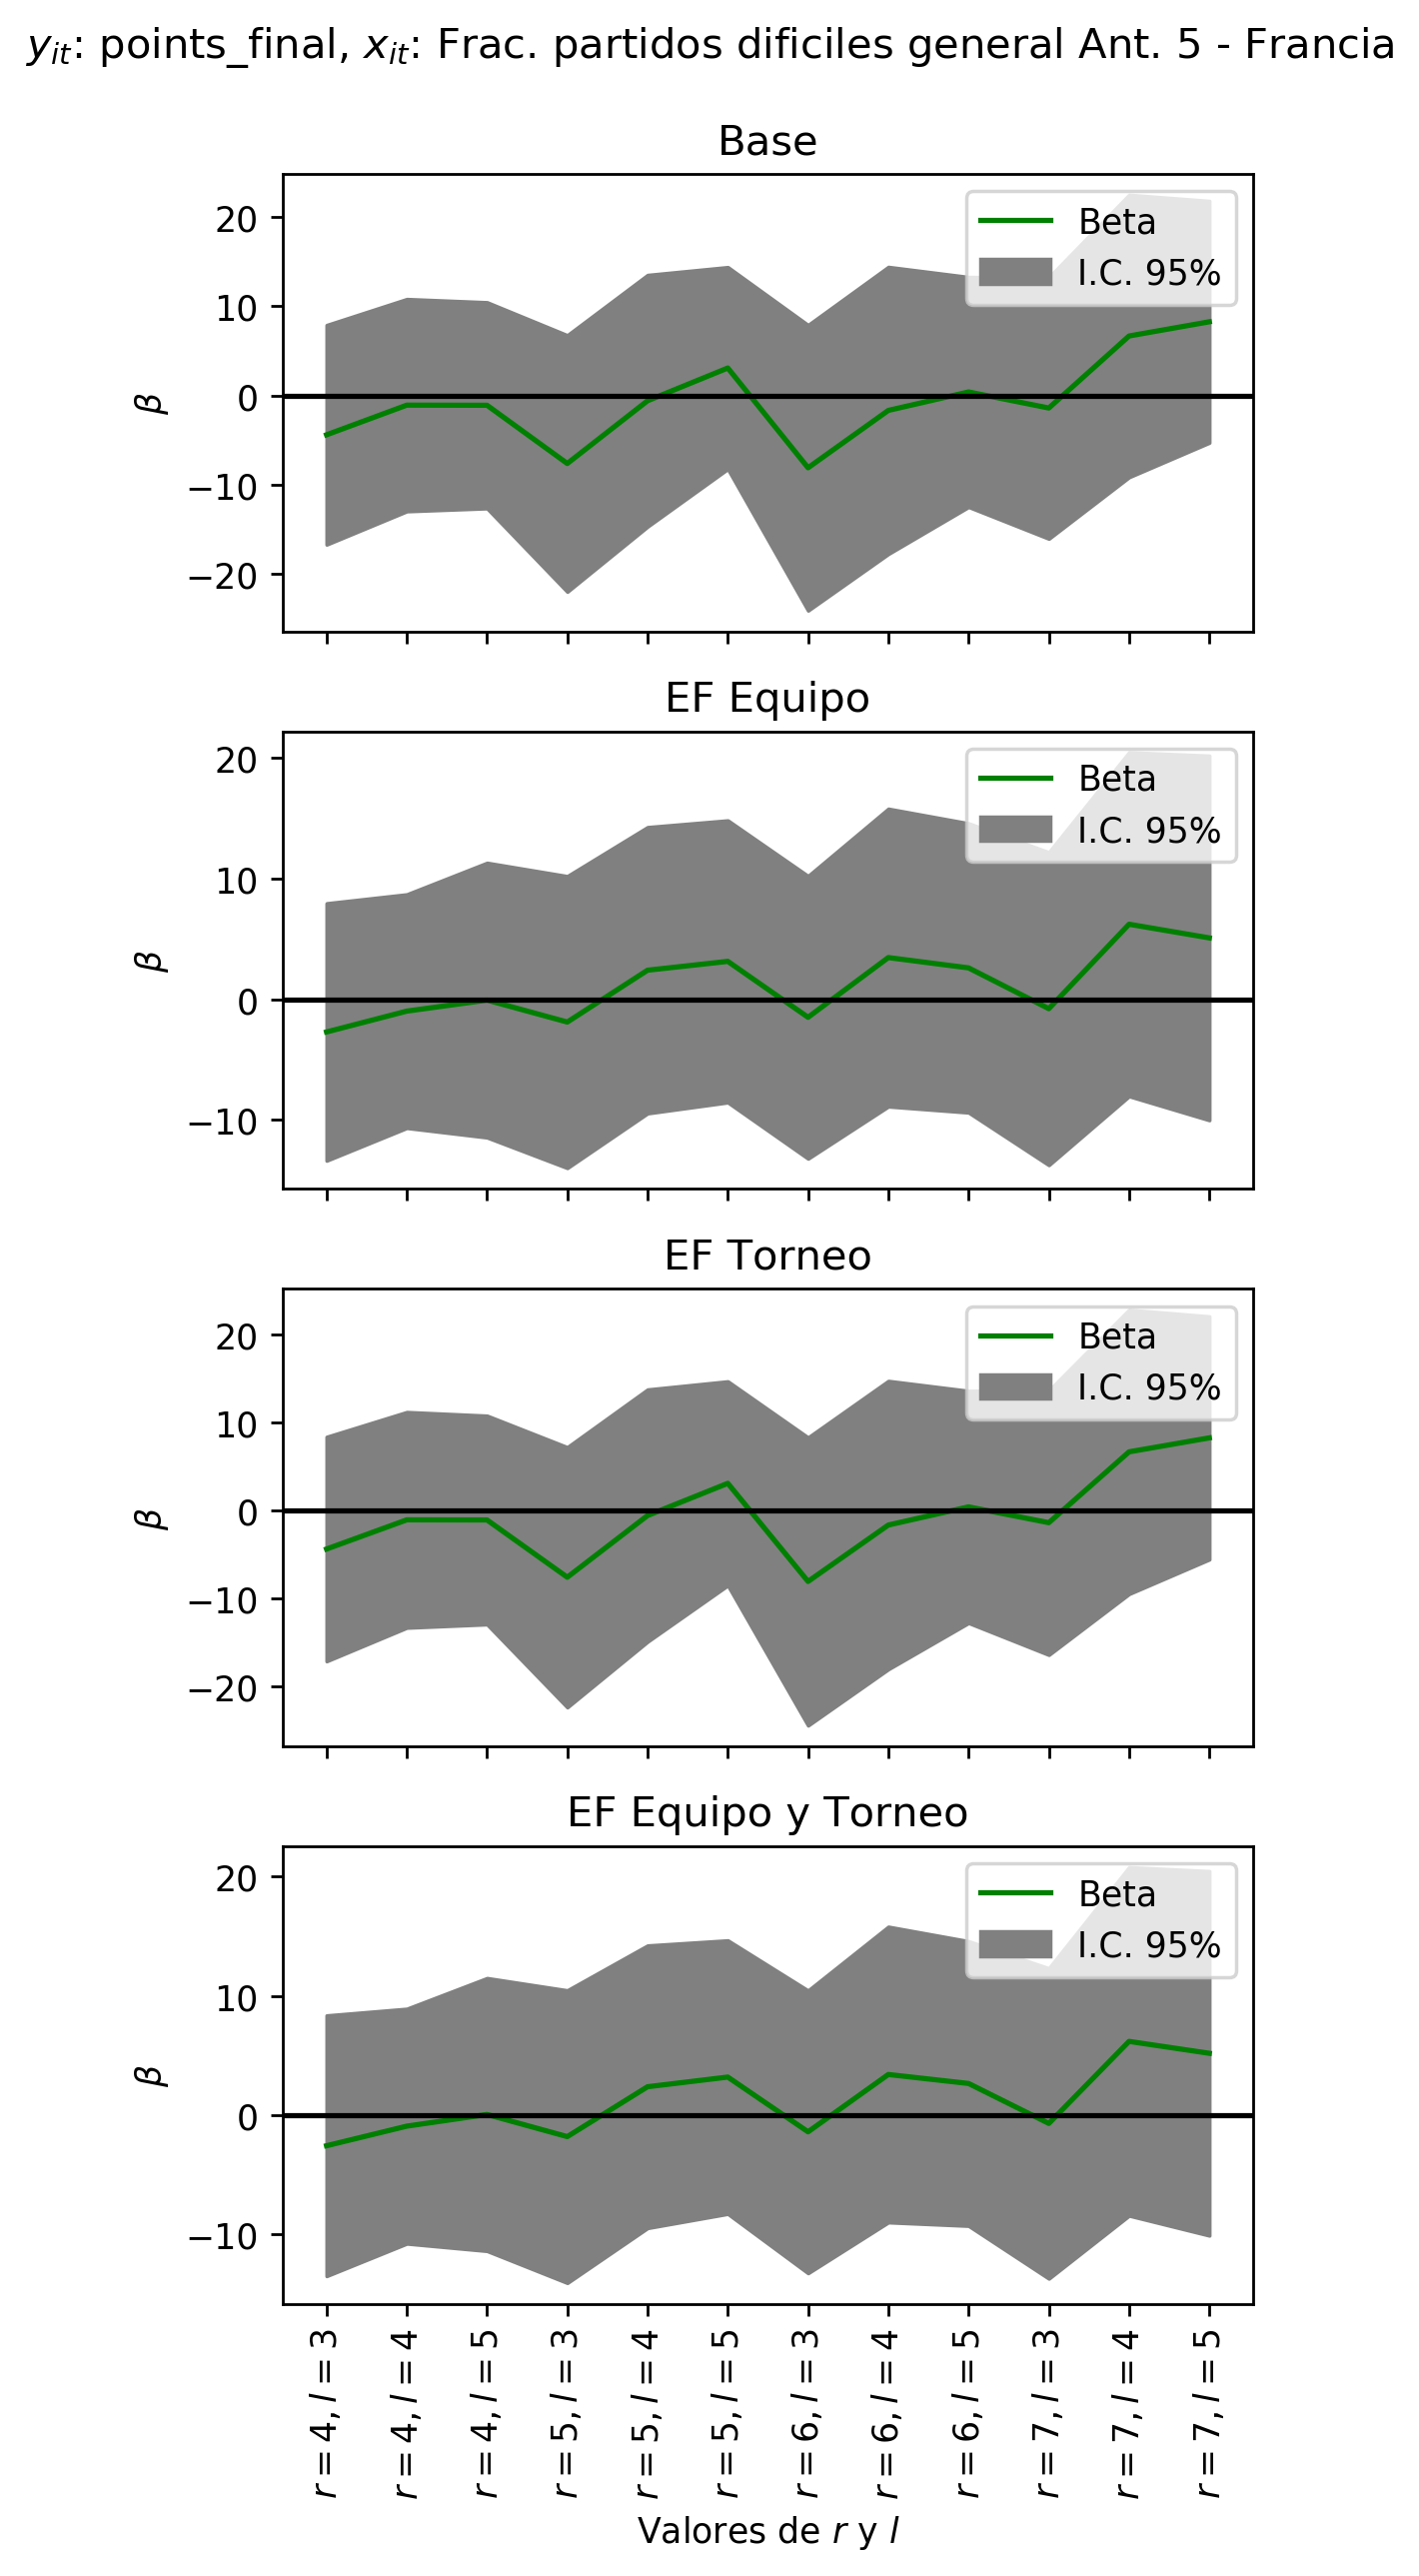 y_it: points_final, x_it: Frac. partidos dificiles general Ant. 5 - Francia
Base
20
10
0
−10
−20
β
Beta
I.C. 95%
EF Equipo
20
10
0
−10
β
Beta
I.C. 95%
EF Torneo
20
10
0
−10
−20
β
Beta
I.C. 95%
EF Equipo y Torneo
20
10
0
−10
β
Beta
I.C. 95%
r = 4, l = 3
r = 4, l = 4
r = 4, l = 5
r = 5, l = 3
r = 5, l = 4
r = 5, l = 5
r = 6, l = 3
r = 6, l = 4
r = 6, l = 5
r = 7, l = 3
r = 7, l = 4
r = 7, l = 5
Valores de r y l